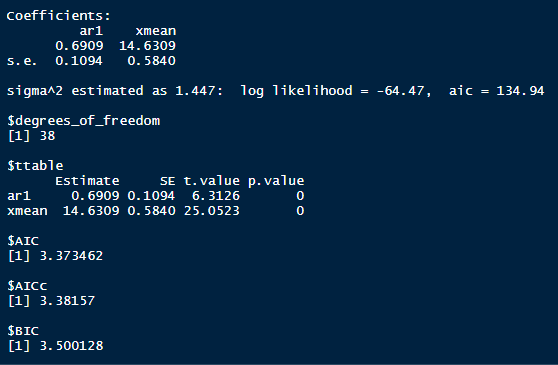 Coefficients:
         ar1    xmean
      0.6909  14.6309
s.e.  0.1094   0.5840
sigma^2 estimated as 1.447:  log likelihood = -64.47,  aic = 134.94
$degrees_of_freedom
[1] 38
$ttable
      Estimate     SE t.value p.value
ar1     0.6909 0.1094  6.3126       0
xmean  14.6309 0.5840 25.0523       0
$AIC
[1] 3.373462
$AICc
[1] 3.38157
$BIC
[1] 3.500128